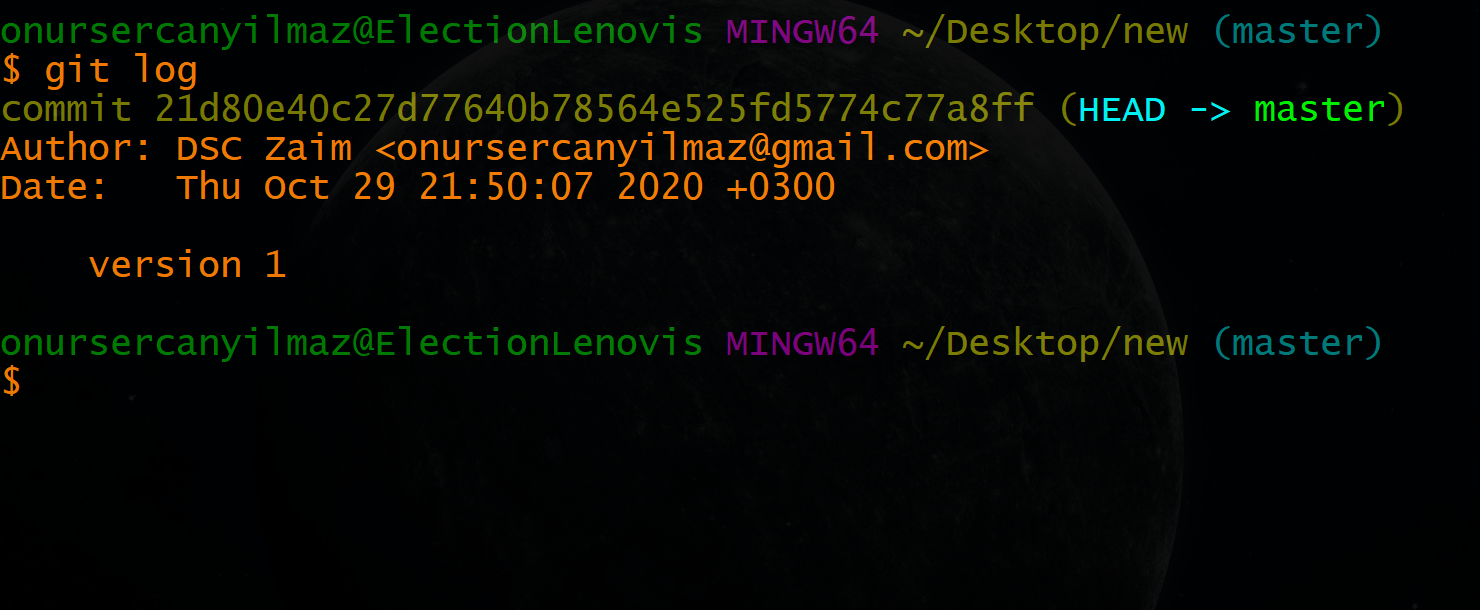 onursercanyilmaz@ElectionLenovis MINGW64 ~/Desktop/new (master)
$ git log
commit 21d80e40c27d77640b78564e525fd5774c77a8ff (HEAD -> master)
Author: DSC Zaim <onursercanyilmaz@gmail.com>
Date:   Thu Oct 29 21:50:07 2020 +0300

    version 1

onursercanyilmaz@ElectionLenovis MINGW64 ~/Desktop/new (master)
$